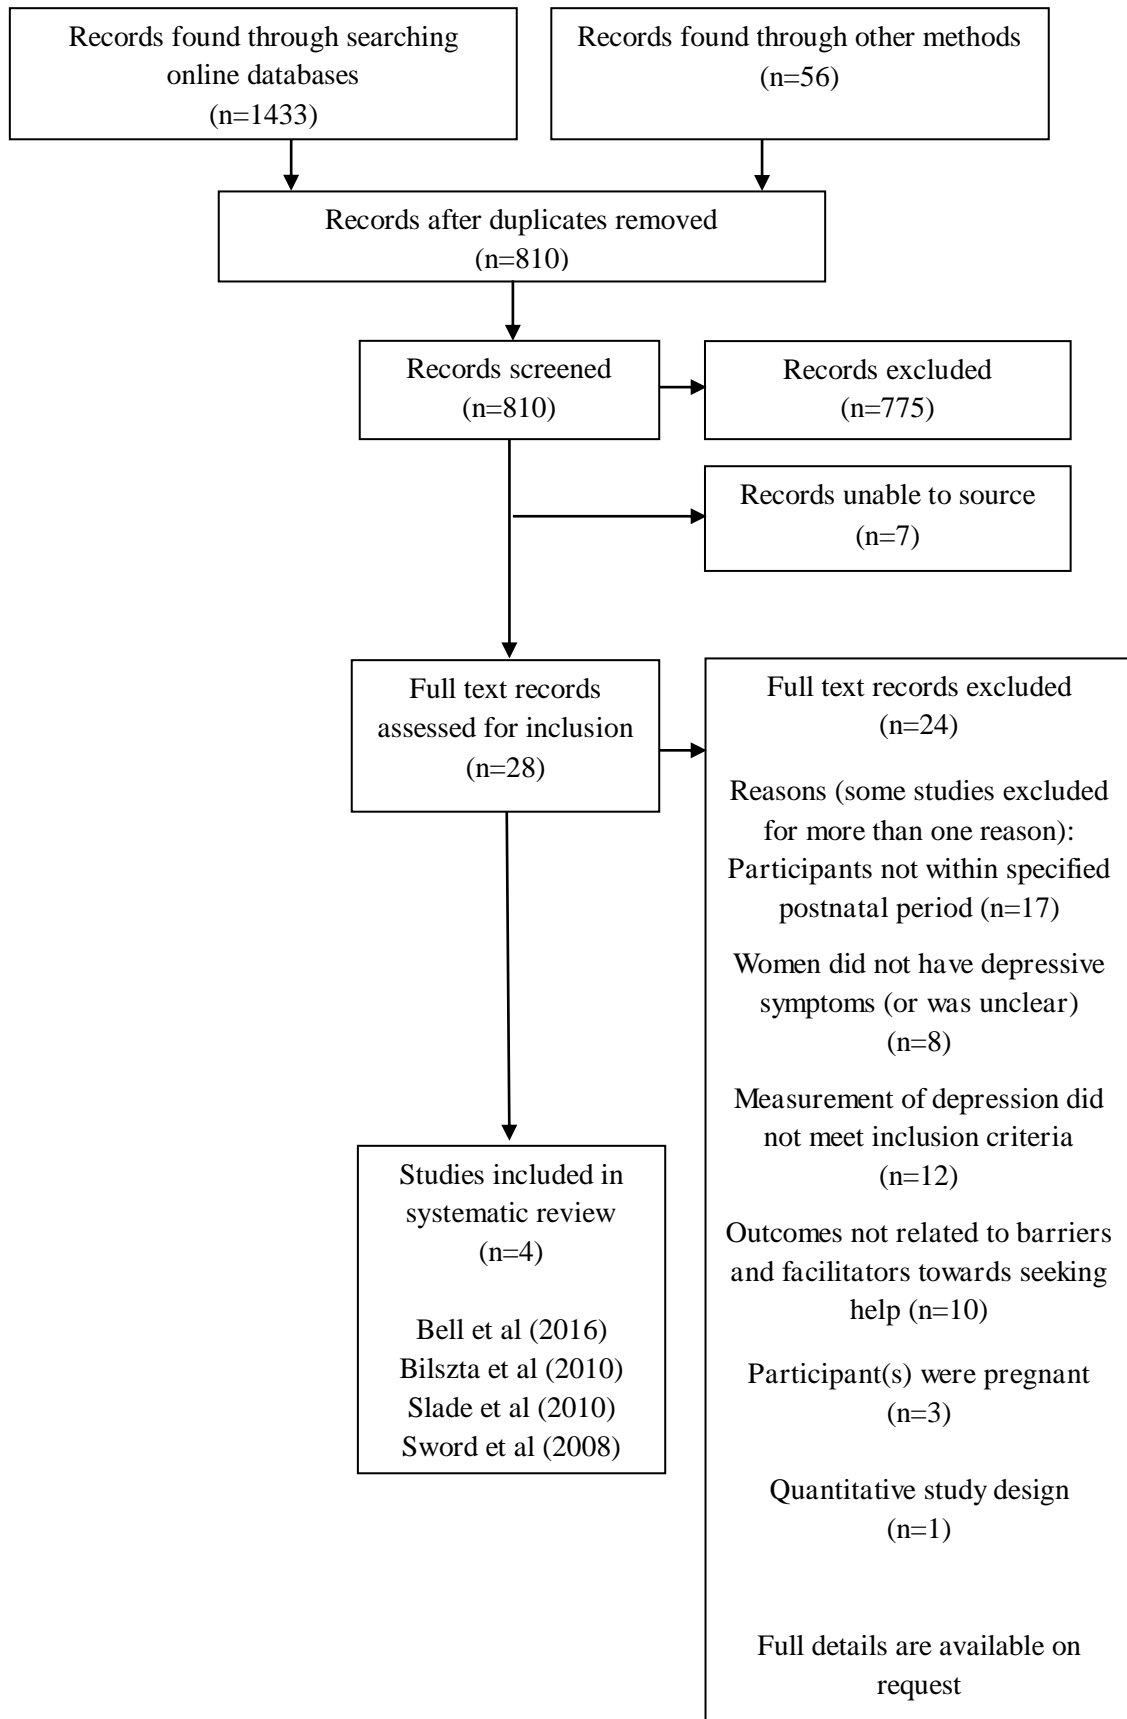 Records found through searching
online databases
(n=1433)
Records found through other methods
(n=56)
Records after duplicates removed
(n=810)
Records screened
(n=810)
Records excluded
(n=775)
Records unable to source
(n=7)
Full text records
assessed for inclusion
(n=28)
Full text records excluded
(n=24)
Reasons (some studies excluded
for more than one reason):
Participants not within specified
postnatal period (n=17)
Women did not have depressive
symptoms (or was unclear)
(n=8)
Measurement of depression did
not meet inclusion criteria
(n=12)
Outcomes not related to barriers
and facilitators towards seeking
help (n=10)
Participant(s) were pregnant
(n=3)
Quantitative study design
(n=1)
Full details are available on
request
Studies included in
systematic review
(n=4)
Bell et al (2016)
Bilszta et al (2010)
Slade et al (2010)
Sword et al (2008)